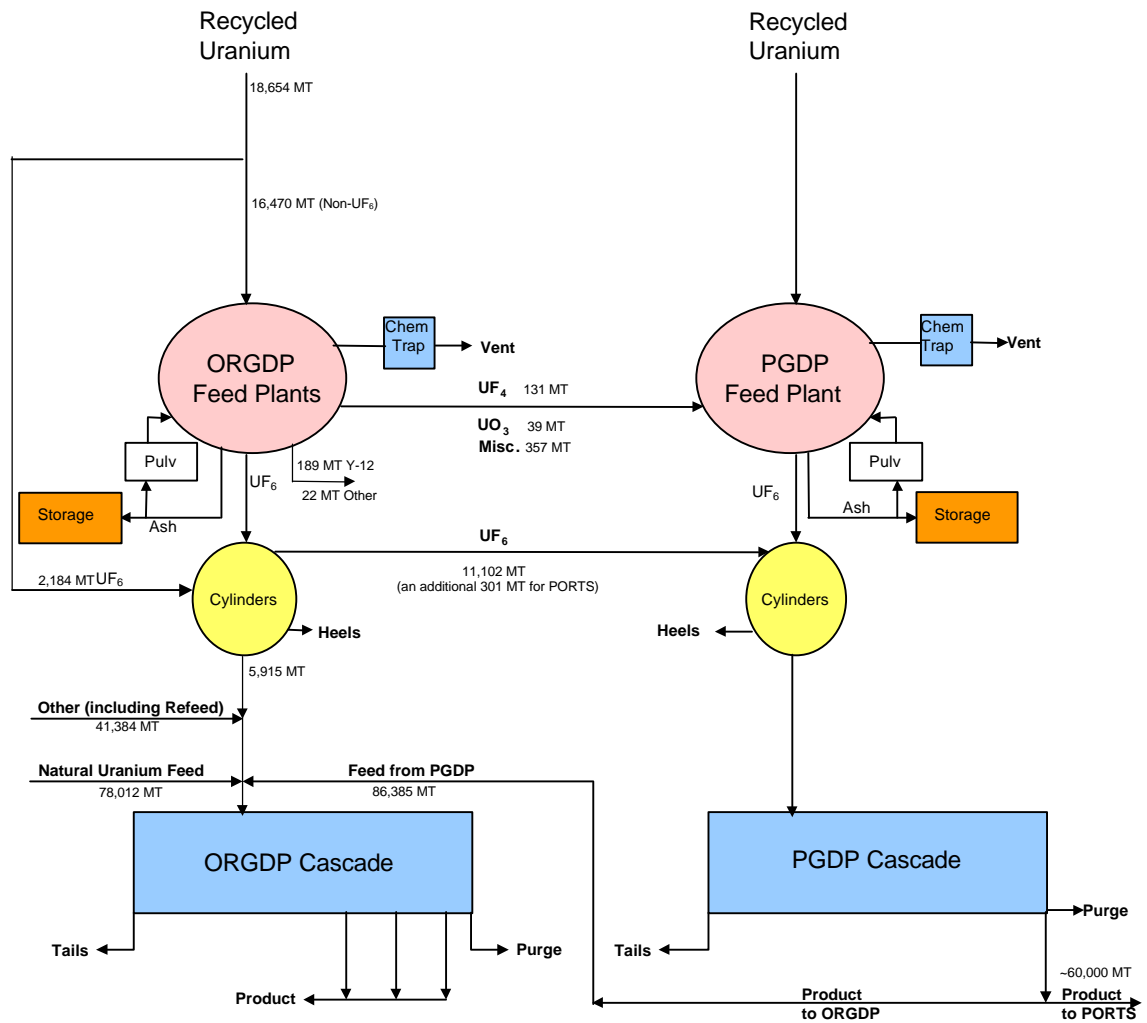 Recycled
Uranium
Recycled
Uranium
18,654 MT
16,470 MT (Non-UF₆)
Chem
Trap
Vent
Chem
Trap
Vent
ORGDP
Feed Plants
PGDP
Feed Plant
UF₄ 131 MT
UO₃ 39 MT
Misc. 357 MT
Pulv
Pulv
189 MT Y-12
22 MT Other
UF₆
UF₆
Storage
Ash
Ash
Storage
UF₆
11,102 MT
(an additional 301 MT for PORTS)
2,184 MT UF₆
Cylinders
Cylinders
Heels
Heels
5,915 MT
Other (including Refeed)
41,384 MT
Natural Uranium Feed
78,012 MT
Feed from PGDP
86,385 MT
ORGDP Cascade
PGDP Cascade
Tails
Purge
Product
Tails
Purge
~60,000 MT
Product
to ORGDP
Product
to PORTS